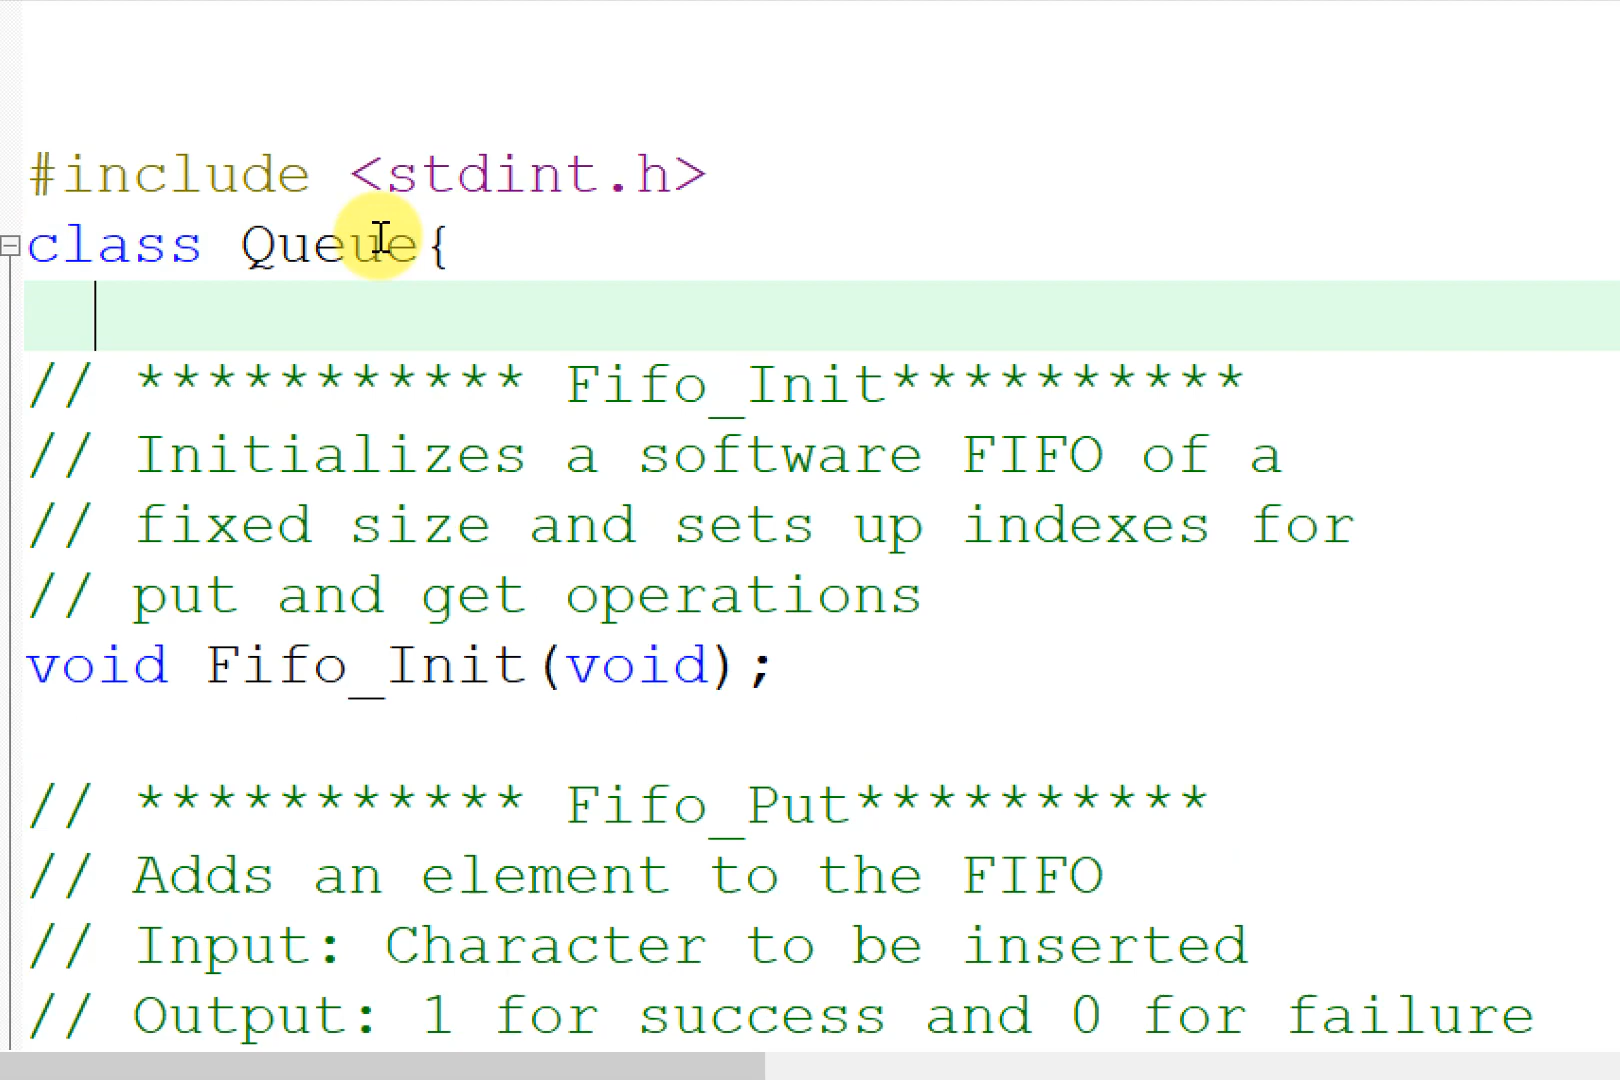 #include <stdint.h>
class Queue{
// *********** Fifo_Init**********
// Initializes a software FIFO of a
// fixed size and sets up indexes for
// put and get operations
void Fifo_Init(void);
// *********** Fifo_Put**********
// Adds an element to the FIFO
// Input: Character to be inserted
// Output: 1 for success and 0 for failure